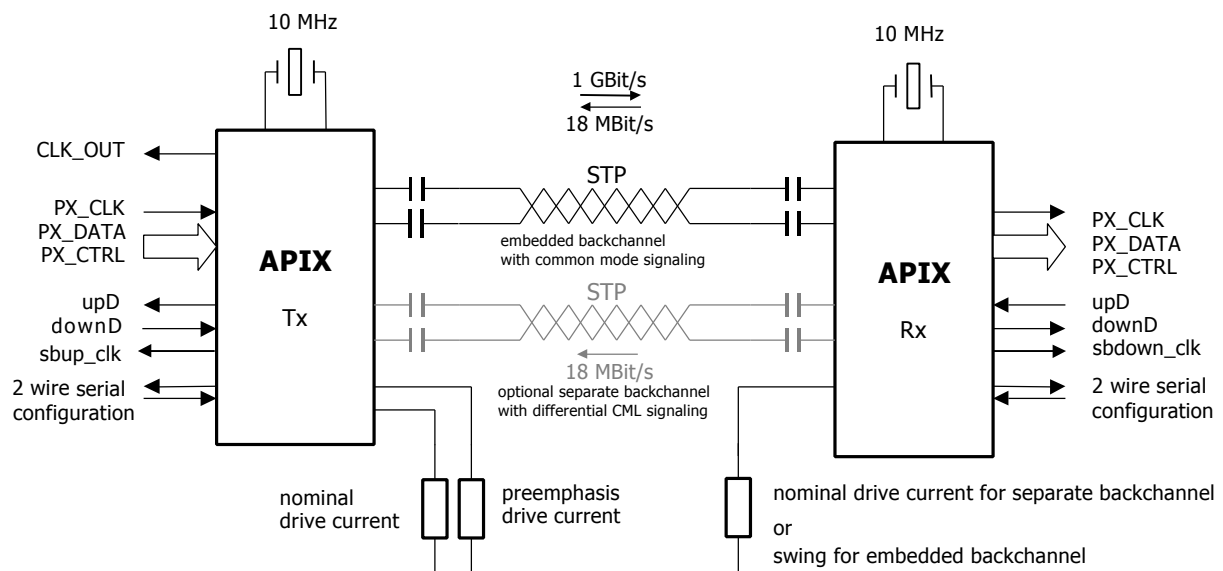 10 MHz
10 MHz
1 GBit/s
18 MBit/s
CLK_OUT
STP
PX_CLK
PX_DATA
PX_CTRL
APIX
Tx
embedded backchannel
with common mode signaling
APIX
Rx
PX_CLK
PX_DATA
PX_CTRL
upD
downD
sbup_clk
STP
18 MBit/s
optional separate backchannel
with differential CML signaling
upD
downD
sbdown_clk
2 wire serial
configuration
2 wire serial
configuration
nominal
drive current
preemphasis
drive current
nominal drive current for separate backchannel
or
swing for embedded backchannel